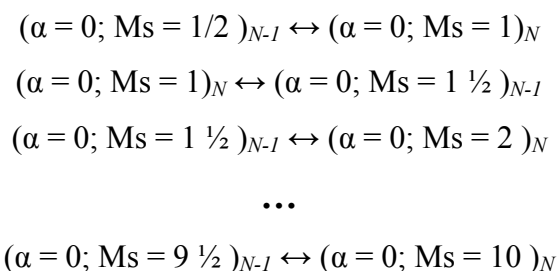 (α = 0; Ms = 1/2 )N-1 ↔ (α = 0; Ms = 1)N
(α = 0; Ms = 1)N ↔ (α = 0; Ms = 1 ½ )N-1
(α = 0; Ms = 1 ½ )N-1 ↔ (α = 0; Ms = 2 )N
...
(α = 0; Ms = 9 ½ )N-1 ↔ (α = 0; Ms = 10 )N